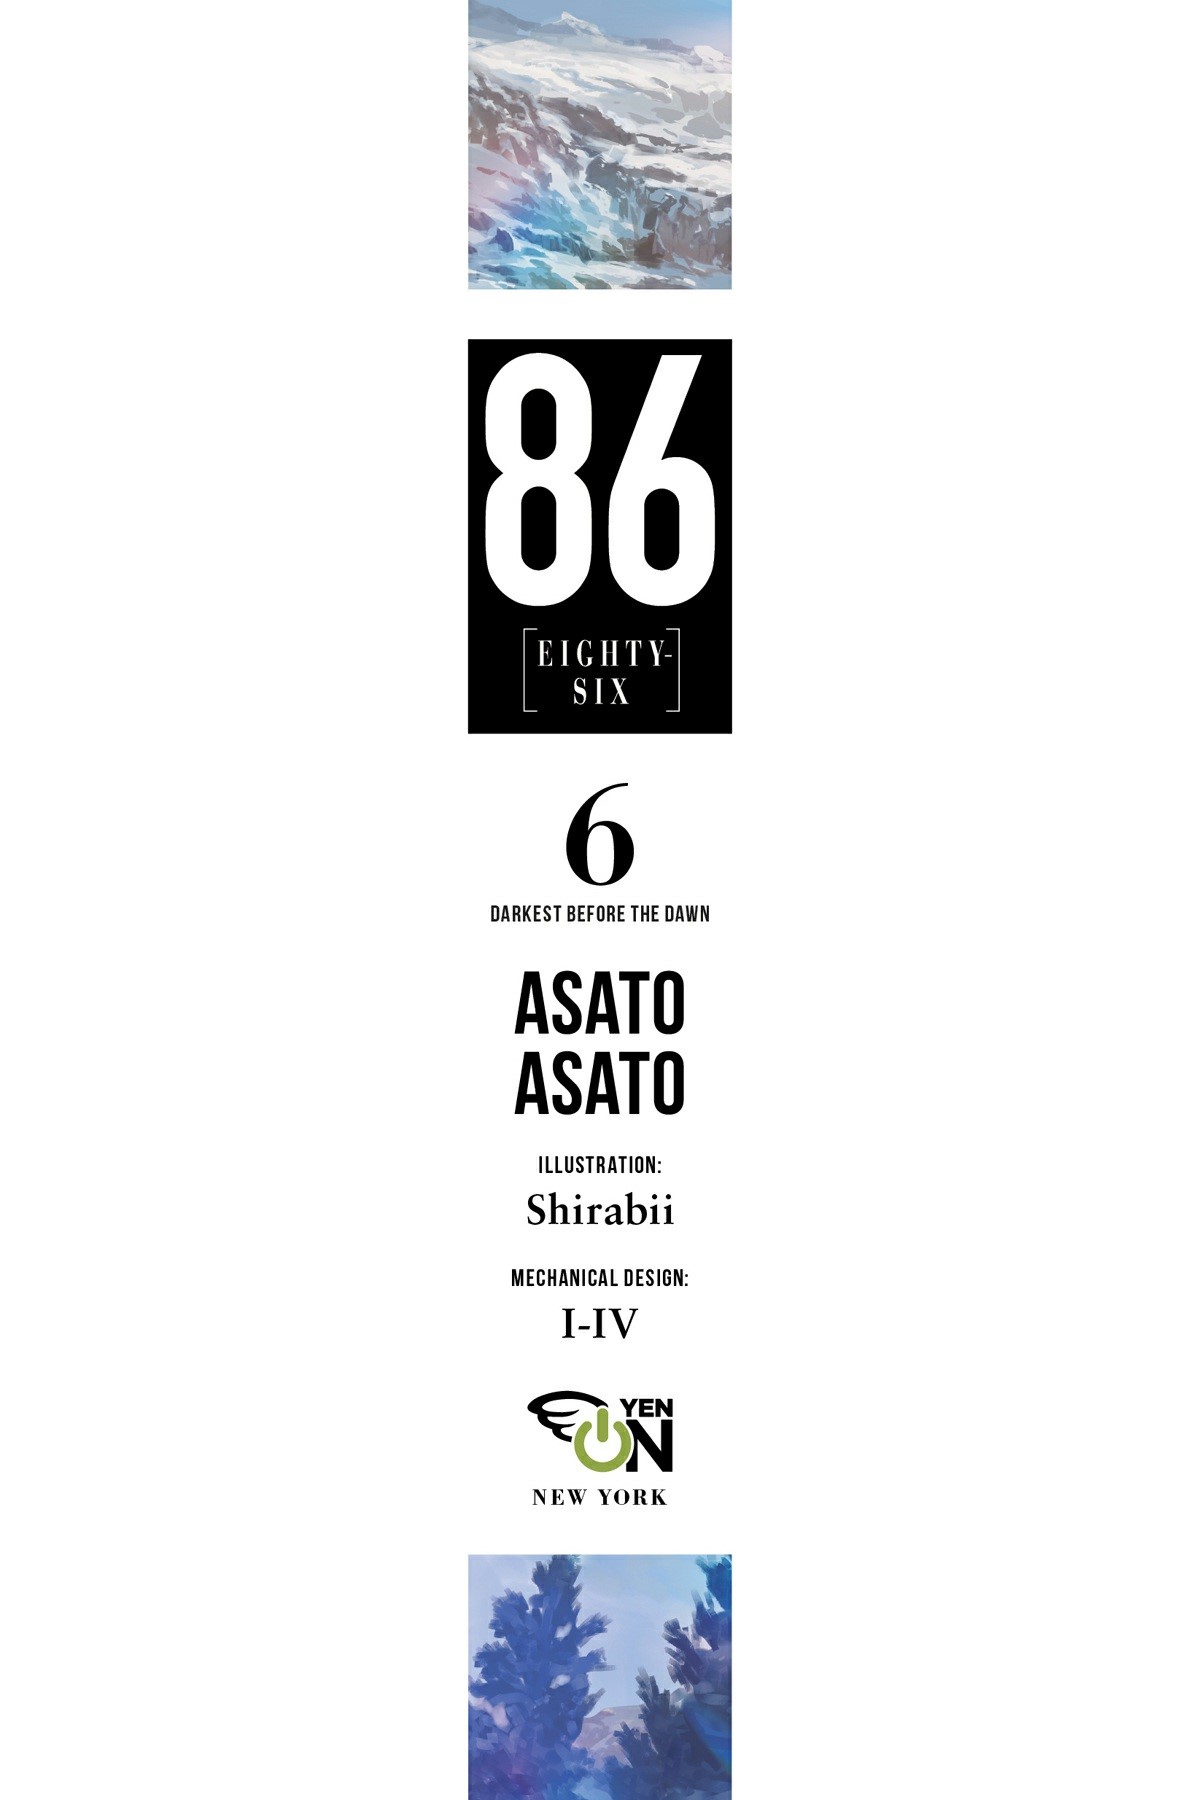 86
[EIGHTY-
SIX]
6
DARKEST BEFORE THE DAWN
ASATO
ASATO
ILLUSTRATION:
Shirabii
MECHANICAL DESIGN:
I-IV
YEN
ON
NEW YORK